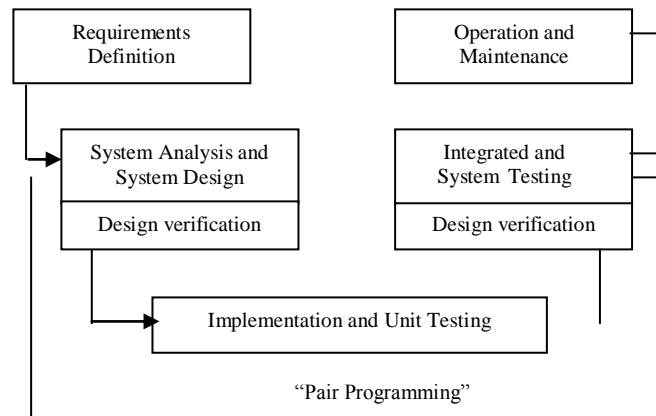 Requirements
Definition
Operation and
Maintenance
System Analysis and
System Design
Design verification
Integrated and
System Testing
Design verification
Implementation and Unit Testing
“Pair Programming”